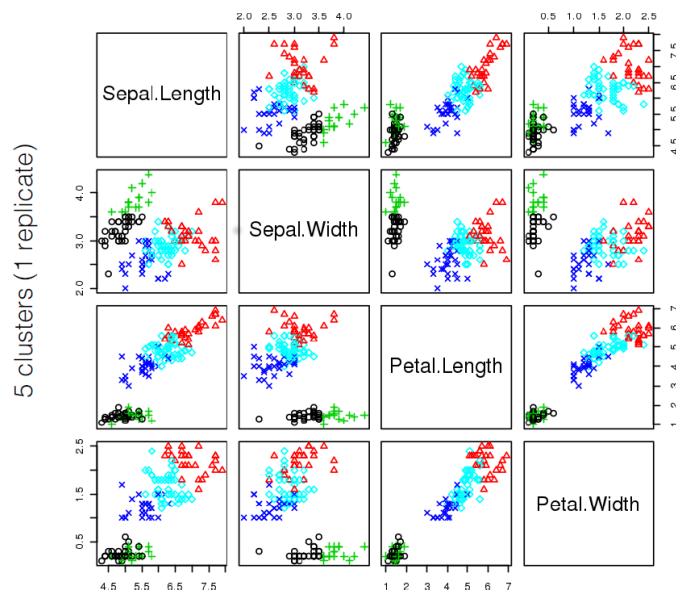 2.0 2.5 3.0 3.5 4.0
0.5 1.0 1.5 2.0 2.5
5 clusters (1 replicate)
Sepal.Length
4.5 5.5 6.5 7.5
2.0 3.0 4.0
Sepal.Width
Petal.Length
1 2 3 4 5 6 7
0.5 1.5 2.5
Petal.Width
4.5 5.5 6.5 7.5
1 2 3 4 5 6 7